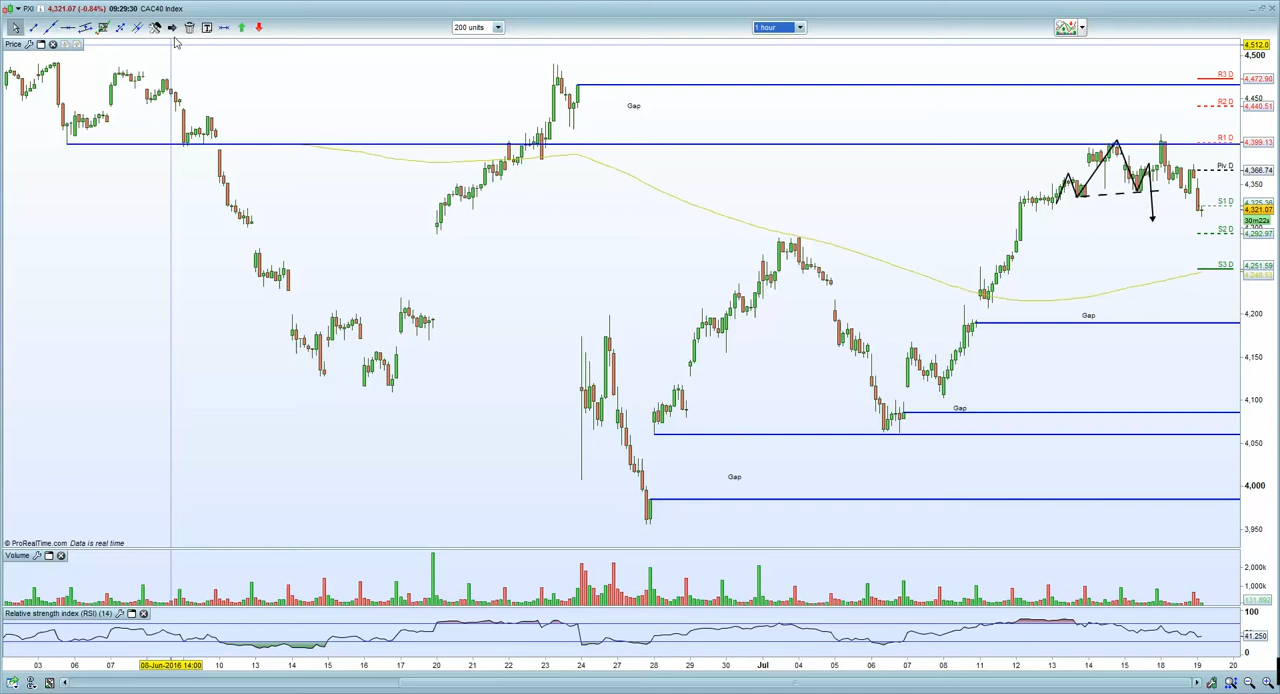 PXI 4,321.07 (-0.84%) 09:29:30 CAC40 Index
200 units
1 hour
Price
4,512.0
4,500
R3 D
4,472.90
4,450
R2 D
4,440.51
Gap
R1 D
4,399.13
Piv D
4,366.74
4,350
S1 D
4,325.36
4,321.07
30m22s
4,300
S2 D
4,292.97
S3 D
4,251.59
Gap
4,200
4,150
4,100
Gap
4,050
Gap
4,000
3,950
© ProRealTime.com Data is real time
Volume
2,000k
1,000k
131,892
Relative strength index (RSI) (14)
100
50
41.250
0
03 06 07 08-Jun-2016 14:00 10 13 14 15 16 17 20 21 22 23 24 27 28 29 30 Jul 04 05 06 07 08 11 12 13 14 15 18 19 20